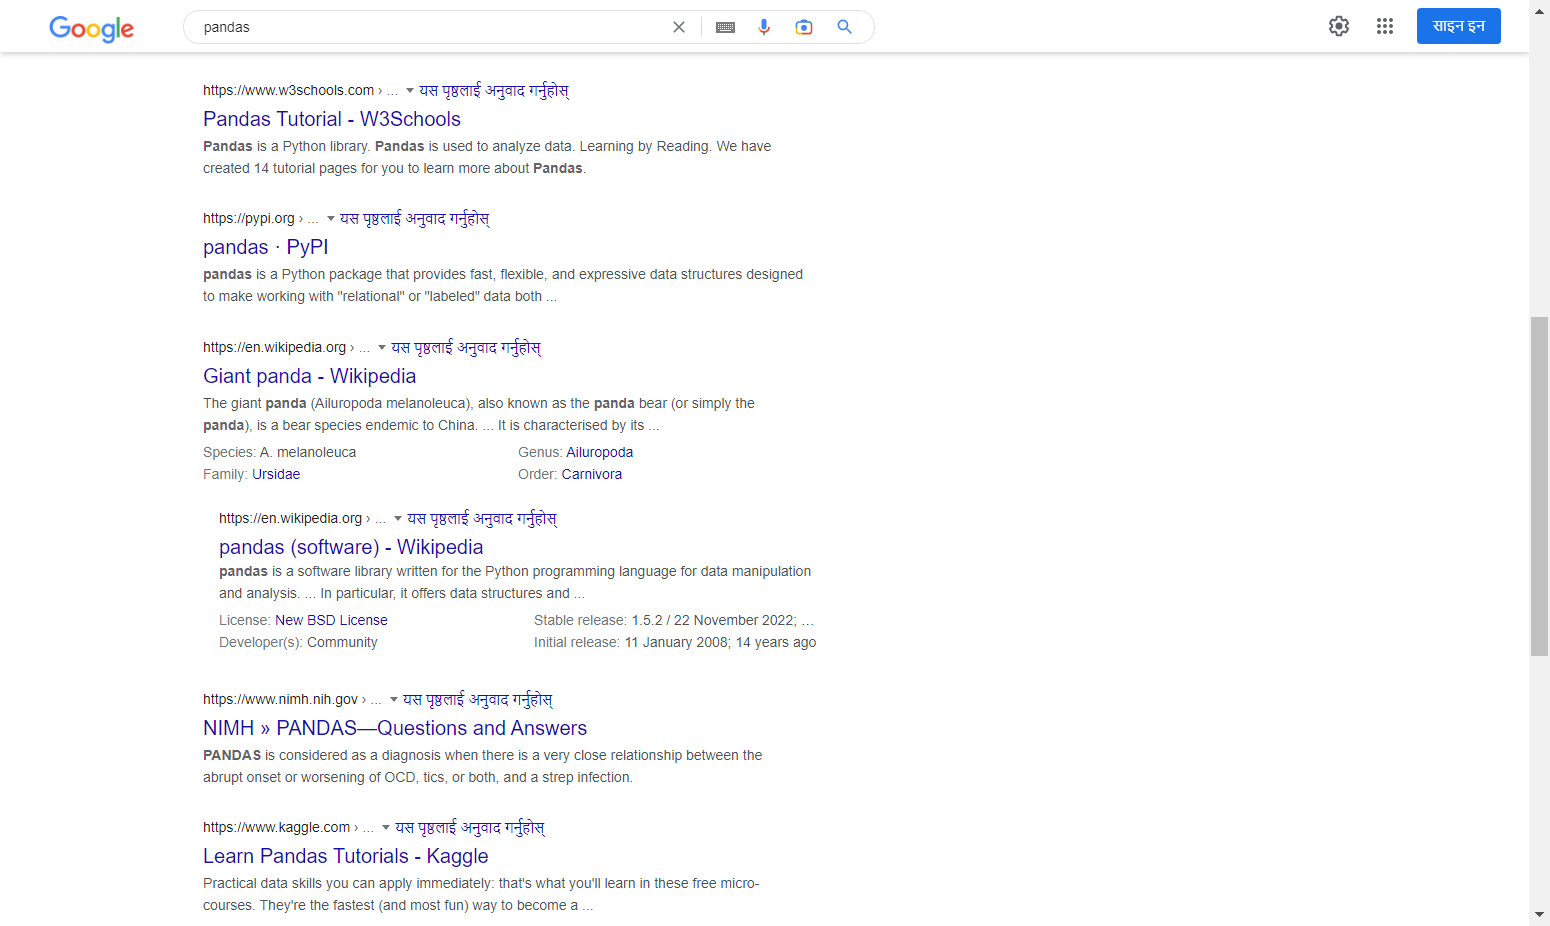 Google
pandas
साइन इन
https://www.w3schools.com › ... यस पृष्ठलाई अनुवाद गर्नुहोस्
Pandas Tutorial - W3Schools
Pandas is a Python library. Pandas is used to analyze data. Learning by Reading. We have
created 14 tutorial pages for you to learn more about Pandas.
https://pypi.org › ... यस पृष्ठलाई अनुवाद गर्नुहोस्
pandas · PyPI
pandas is a Python package that provides fast, flexible, and expressive data structures designed
to make working with "relational" or "labeled" data both ...
https://en.wikipedia.org › ... यस पृष्ठलाई अनुवाद गर्नुहोस्
Giant panda - Wikipedia
The giant panda (Ailuropoda melanoleuca), also known as the panda bear (or simply the
panda), is a bear species endemic to China. ... It is characterised by its ...
Species: A. melanoleuca Genus: Ailuropoda
Family: Ursidae Order: Carnivora
https://en.wikipedia.org › ... यस पृष्ठलाई अनुवाद गर्नुहोस्
pandas (software) - Wikipedia
pandas is a software library written for the Python programming language for data manipulation
and analysis. ... In particular, it offers data structures and ...
License: New BSD License Stable release: 1.5.2 / 22 November 2022; ...
Developer(s): Community Initial release: 11 January 2008; 14 years ago
https://www.nimh.nih.gov › ... यस पृष्ठलाई अनुवाद गर्नुहोस्
NIMH » PANDAS—Questions and Answers
PANDAS is considered as a diagnosis when there is a very close relationship between the
abrupt onset or worsening of OCD, tics, or both, and a strep infection.
https://www.kaggle.com › ... यस पृष्ठलाई अनुवाद गर्नुहोस्
Learn Pandas Tutorials - Kaggle
Practical data skills you can apply immediately: that's what you'll learn in these free micro-
courses. They're the fastest (and most fun) way to become a ...